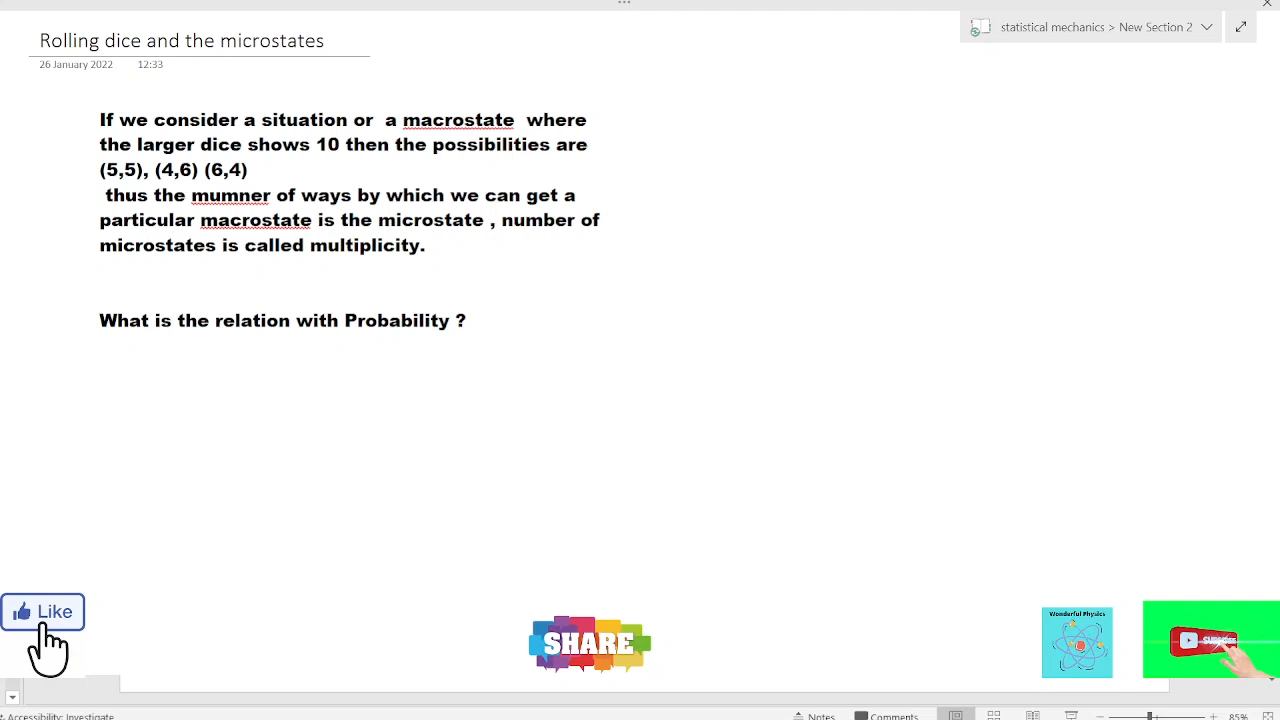 Rolling dice and the microstates
statistical mechanics > New Section 2
26 January 2022 12:33
If we consider a situation or a macrostate where
the larger dice shows 10 then the possibilities are
(5,5), (4,6) (6,4)
thus the mumner of ways by which we can get a
particular macrostate is the microstate , number of
microstates is called multiplicity.
What is the relation with Probability ?
Like
SHARE
Wonderful Physics
Accessibility: Investigate
Notes
Comments
85%